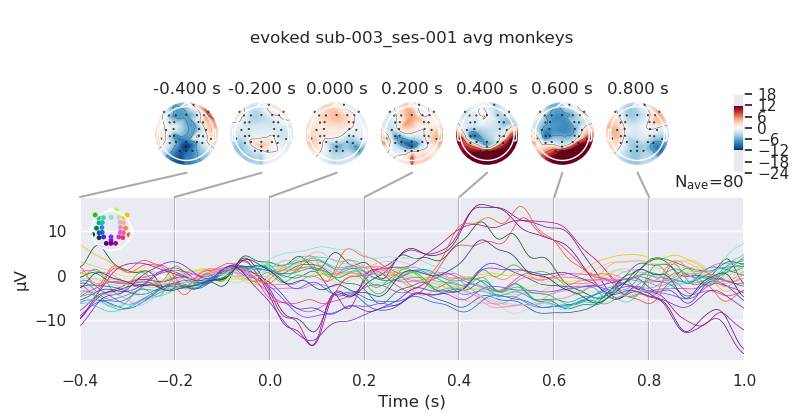 evoked sub-003_ses-001 avg monkeys
-0.400 s -0.200 s 0.000 s 0.200 s 0.400 s 0.600 s 0.800 s
18
12
6
0
−6
−12
−18
−24
Nave=80
10
0
−10
µV
−0.4 −0.2 0.0 0.2 0.4 0.6 0.8 1.0
Time (s)